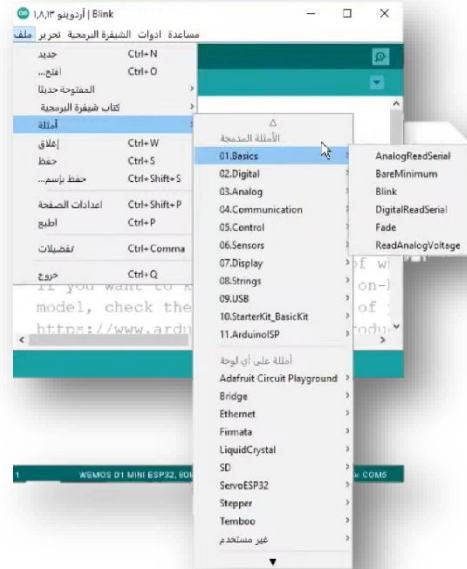 Blink | أردوينو ١,٨,١٣
ملف تحرير الشيفرة البرمجية ادوات مساعدة
جديد Ctrl+N
افتح... Ctrl+O
المفتوحة حديثا
كتاب شيفرة البرمجية
أمثلة
إغلاق Ctrl+W
حفظ Ctrl+S
حفظ بإسم... Ctrl+Shift+S
اعدادات الصفحة Ctrl+Shift+P
اطبع Ctrl+P
تفضيلات Ctrl+Comma
خروج Ctrl+Q
الأمثلة المدمجة
01.Basics
02.Digital
03.Analog
04.Communication
05.Control
06.Sensors
07.Display
08.Strings
09.USB
10.StarterKit_BasicKit
11.ArduinoISP
أمثلة على أي لوحة
Adafruit Circuit Playground
Bridge
Ethernet
Firmata
LiquidCrystal
SD
ServoESP32
Stepper
Temboo
غير مستخدم
AnalogReadSerial
BareMinimum
Blink
DigitalReadSerial
Fade
ReadAnalogVoltage
If you want to of
model, check the of
https://www.ardu
1 WEMOS D1 MINI ESP32, COM5